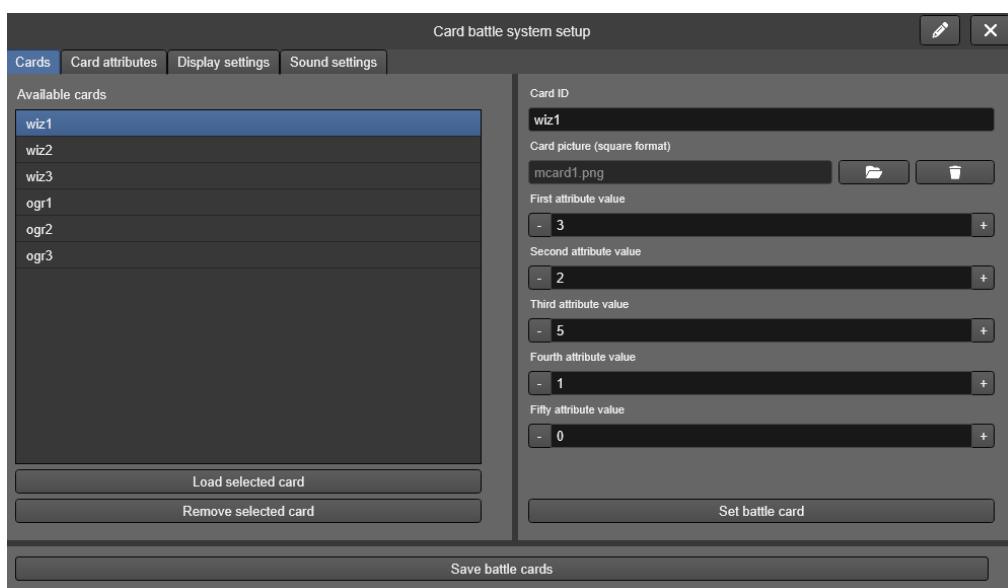 Card battle system setup
Cards Card attributes Display settings Sound settings
Available cards
wiz1
wiz2
wiz3
ogr1
ogr2
ogr3
Load selected card
Remove selected card
Card ID
wiz1
Card picture (square format)
mcard1.png
First attribute value
- 3 +
Second attribute value
- 2 +
Third attribute value
- 5 +
Fourth attribute value
- 1 +
Fifty attribute value
- 0 +
Set battle card
Save battle cards